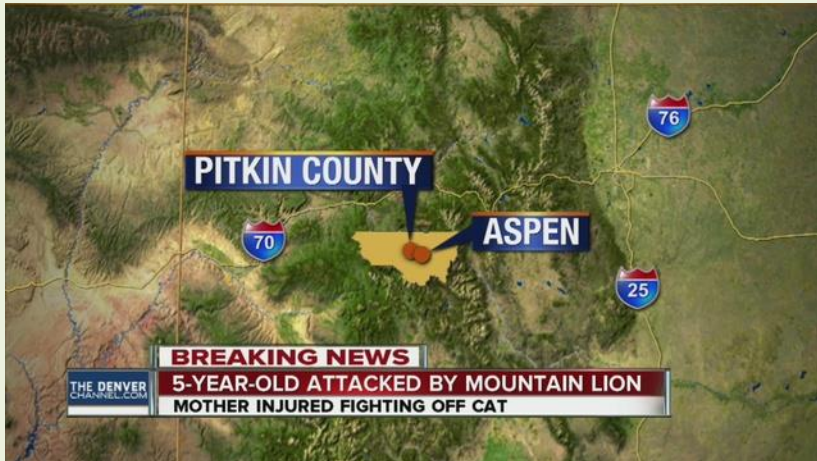 76
PITKIN COUNTY
ASPEN
70
25
BREAKING NEWS
5-YEAR-OLD ATTACKED BY MOUNTAIN LION
THE DENVER
CHANNEL.COM
MOTHER INJURED FIGHTING OFF CAT